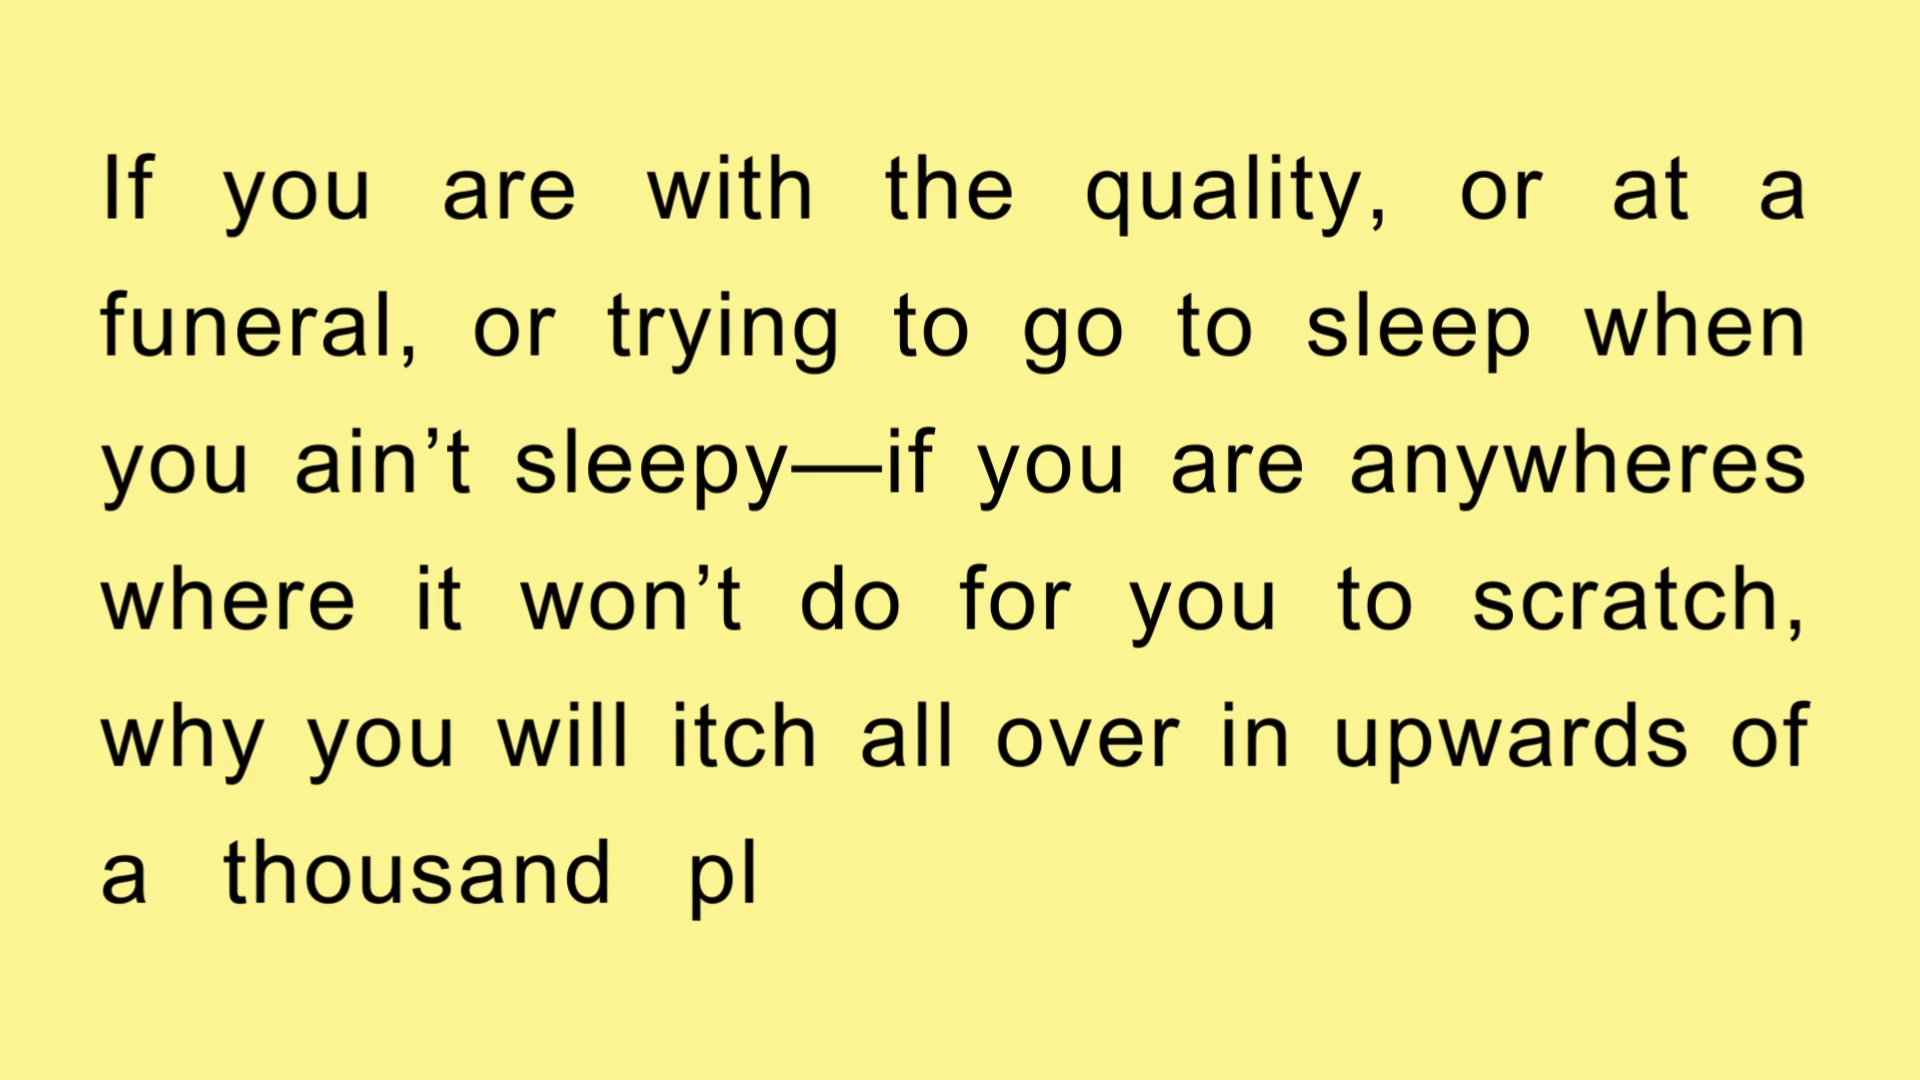 If you are with the quality, or at a
funeral, or trying to go to sleep when
you ain’t sleepy—if you are anywheres
where it won’t do for you to scratch,
why you will itch all over in upwards of
a thousand pl